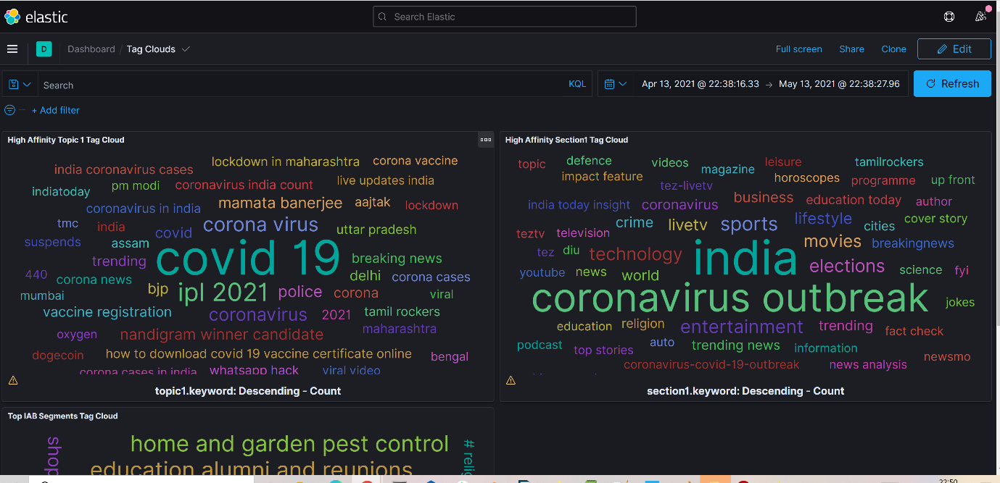 elastic
Search Elastic
D
Dashboard / Tag Clouds
Full screen Share Clone Edit
Search
KQL
Apr 13, 2021 @ 22:38:16.33 → May 13, 2021 @ 22:38:27.96
Refresh
+ Add filter
High Affinity Topic 1 Tag Cloud
lockdown in maharashtra corona vaccine
india coronavirus cases
live updates india
pm modi coronavirus india count
indiatoday
mamata banerjee aajtak lockdown
coronavirus in india
tmc india covid corona virus uttar pradesh
suspends assam
covid 19
trending breaking news
440 corona news delhi corona cases
mumbai bjp ipl 2021 police corona viral
vaccine registration coronavirus 2021 tamil rockers
oxygen nandigram winner candidate maharashtra
dogecoin how to download covid 19 vaccine certificate online bengal
corona cases in india whatsapp hack viral video
topic1.keyword: Descending - Count
High Affinity Section1 Tag Cloud
topic defence videos leisure tamilrockers
impact feature magazine horoscopes programme up front
tez-livetv
india today insight coronavirus business education today author
crime livetv sports lifestyle cities cover story
teztv television movies breakingnews
tez diu technology india elections science fyi
youtube news world
coronavirus outbreak jokes
education religion entertainment trending fact check
podcast top stories auto trending news information newsmo
coronavirus-covid-19-outbreak news analysis
section1.keyword: Descending - Count
Top IAB Segments Tag Cloud
shop
home and garden pest control
# relig
education alumni and reunions
22:50